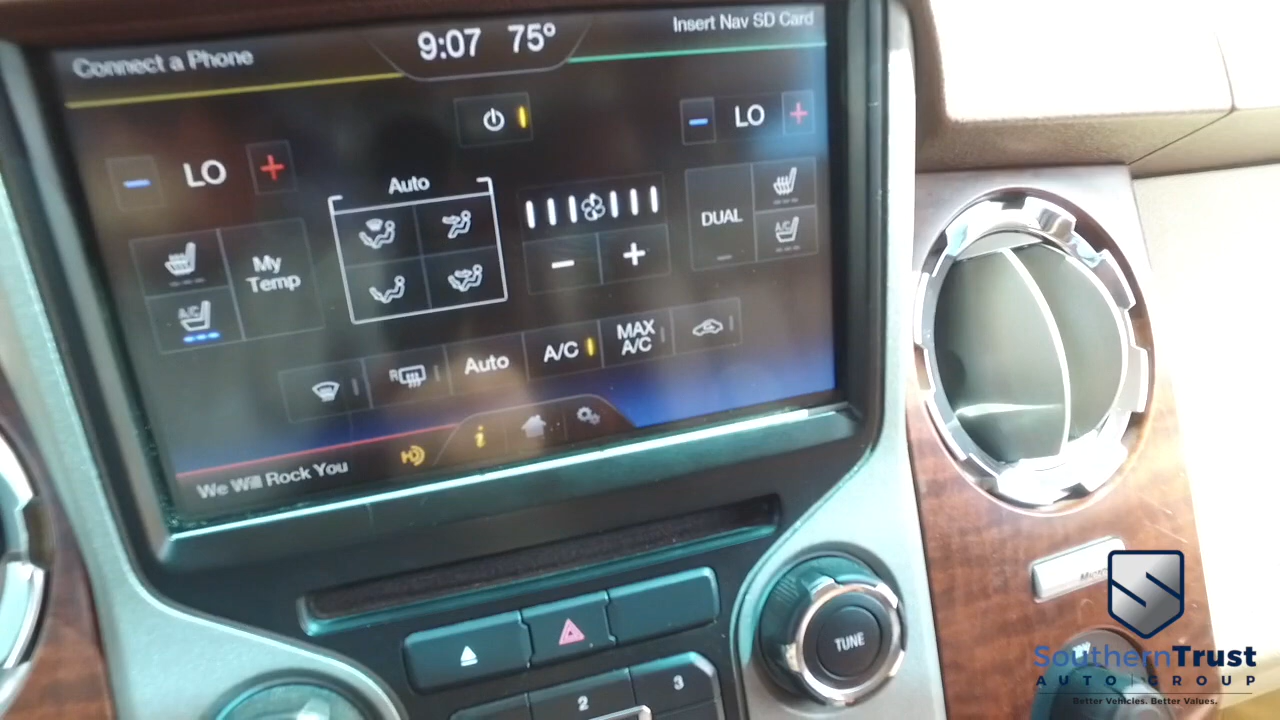 Connect a Phone
9:07 75°
Insert Nav SD Card
LO
LO
Auto
DUAL
My
Temp
A/C
A/C
R
Auto
A/C
MAX
A/C
i
We Will Rock You
TUNE
2
3
SouthernTrust
AUTO | GROUP
Better Vehicles. Better Values.